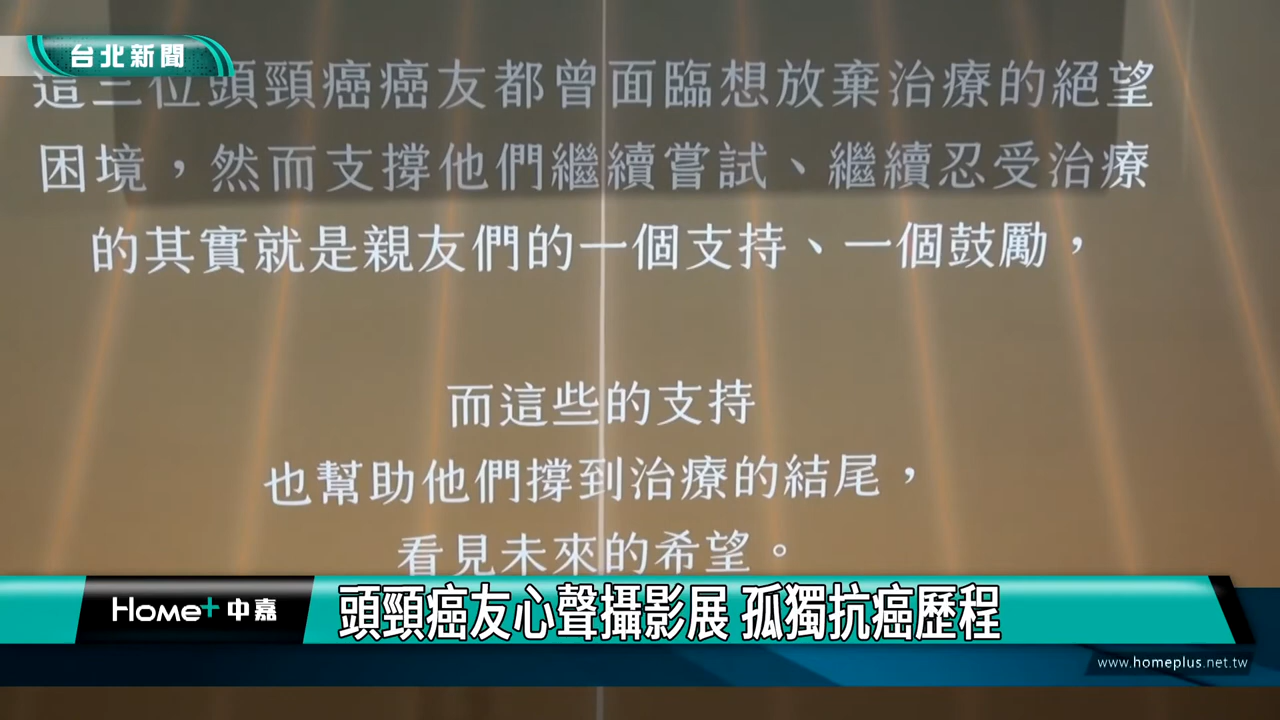 台北新聞
這三位頭頸癌癌友都曾面臨想放棄治療的絕望
困境，然而支撐他們繼續嘗試、繼續忍受治療
的其實就是親友們的一個支持、一個鼓勵，
而這些的支持
也幫助他們撐到治療的結尾，
看見未來的希望。
Home+中嘉
頭頸癌友心聲攝影展 孤獨抗癌歷程
www.homeplus.net.tw